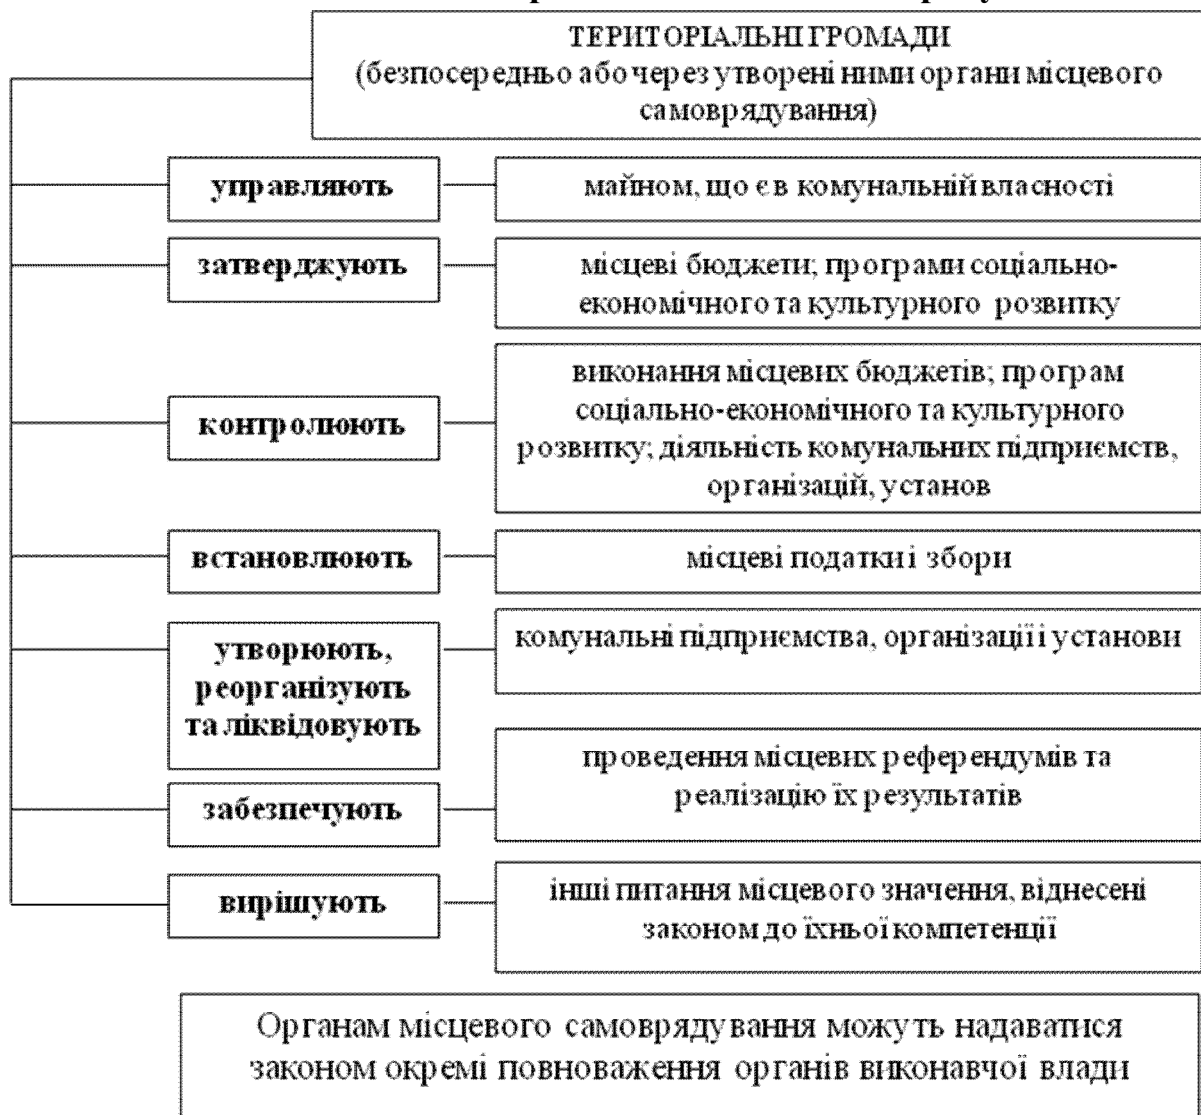 ТЕРИТОРІАЛЬНІ ГРОМАДИ
(безпосередньо або через утворені ними органи місцевого
самоврядування)
управляють
майном, що є в комунальній власності
затверджують
місцеві бюджети; програми соціально-
економічного та культурного розвитку
контролюють
виконання місцевих бюджетів; програм
соціально-економічного та культурного
розвитку; діяльність комунальних підприємств,
організацій, установ
встановлюють
місцеві податки і збори
утворюють,
реорганізують
та ліквідовують
комунальні підприємства, організації і установи
забезпечують
проведення місцевих референдумів та
реалізацію їх результатів
вирішують
інші питання місцевого значення, віднесені
законом до їхньої компетенції
Органам місцевого самоврядування можуть надаватися
законом окремі повноваження органів виконавчої влади